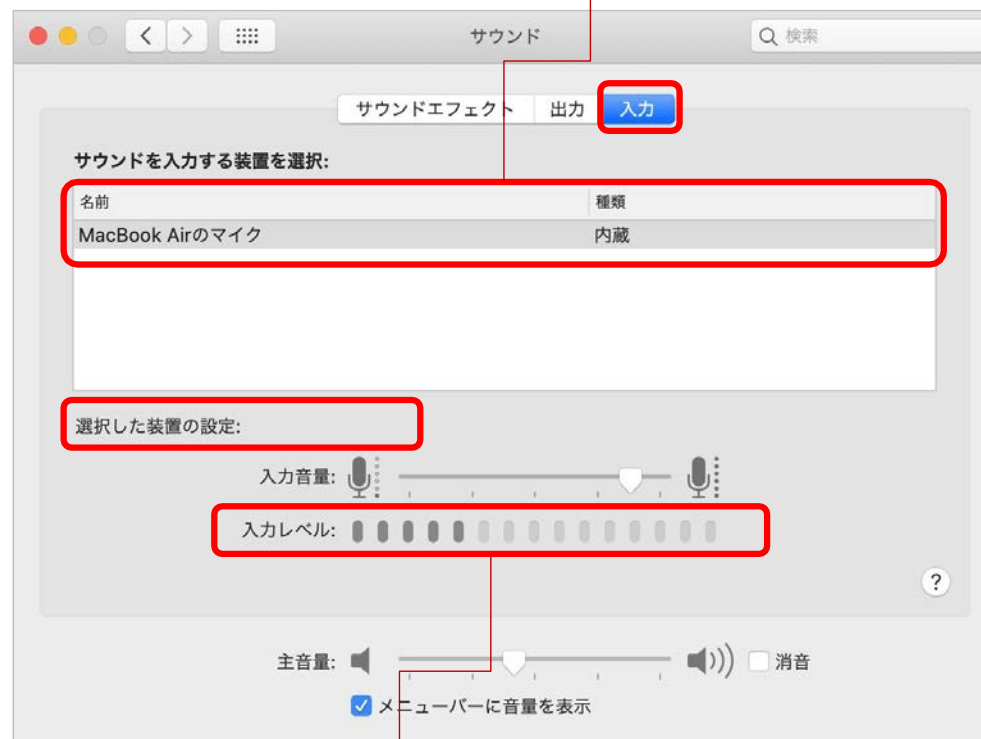 サウンド
検索
サウンドエフェクト 出力 入力
サウンドを入力する装置を選択:
名前 種類
MacBook Airのマイク 内蔵
選択した装置の設定:
入力音量:
入力レベル:
?
主音量: 消音
メニューバーに音量を表示